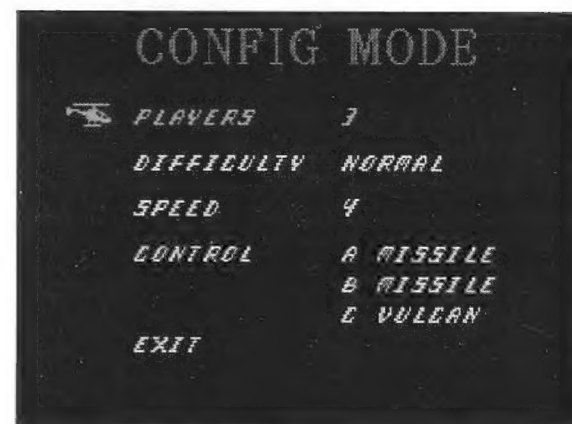 CONFIG MODE
PLAYERS 3
DIFFICULTY NORMAL
SPEED 4
CONTROL A MISSILE
B MISSILE
C VULCAN
EXIT